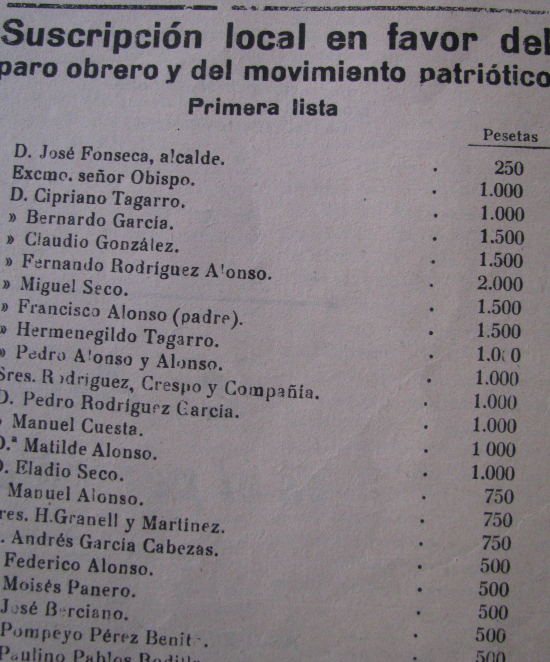 Suscripción local en favor del
paro obrero y del movimiento patriótico
Primera lista
Pesetas
D. José Fonseca, alcalde. . 250
Excmo. señor Obispo. . 1.000
D. Cipriano Tagarro. . 1.000
» Bernardo García. . 1.500
» Claudio González. . 1.500
» Fernando Rodríguez Alonso. . 2.000
» Miguel Seco. . 1.500
» Francisco Alonso (padre). . 1.500
» Hermenegildo Tagarro. . 1.000
» Pedro Alonso y Alonso. . 1.000
Sres. Rodríguez, Crespo y Compañía. . 1.000
D. Pedro Rodríguez García. . 1.000
» Manuel Cuesta. . 1 000
D.ª Matilde Alonso. . 1.000
D. Eladio Seco. . 750
Manuel Alonso. . 750
res. H.Granell y Martínez. . 750
. Andrés García Cabezas. . 500
Federico Alonso. . 500
Moisés Panero. . 500
José Berciano. . 500
Pompeyo Pérez Benit . 500
Paulino Pablos